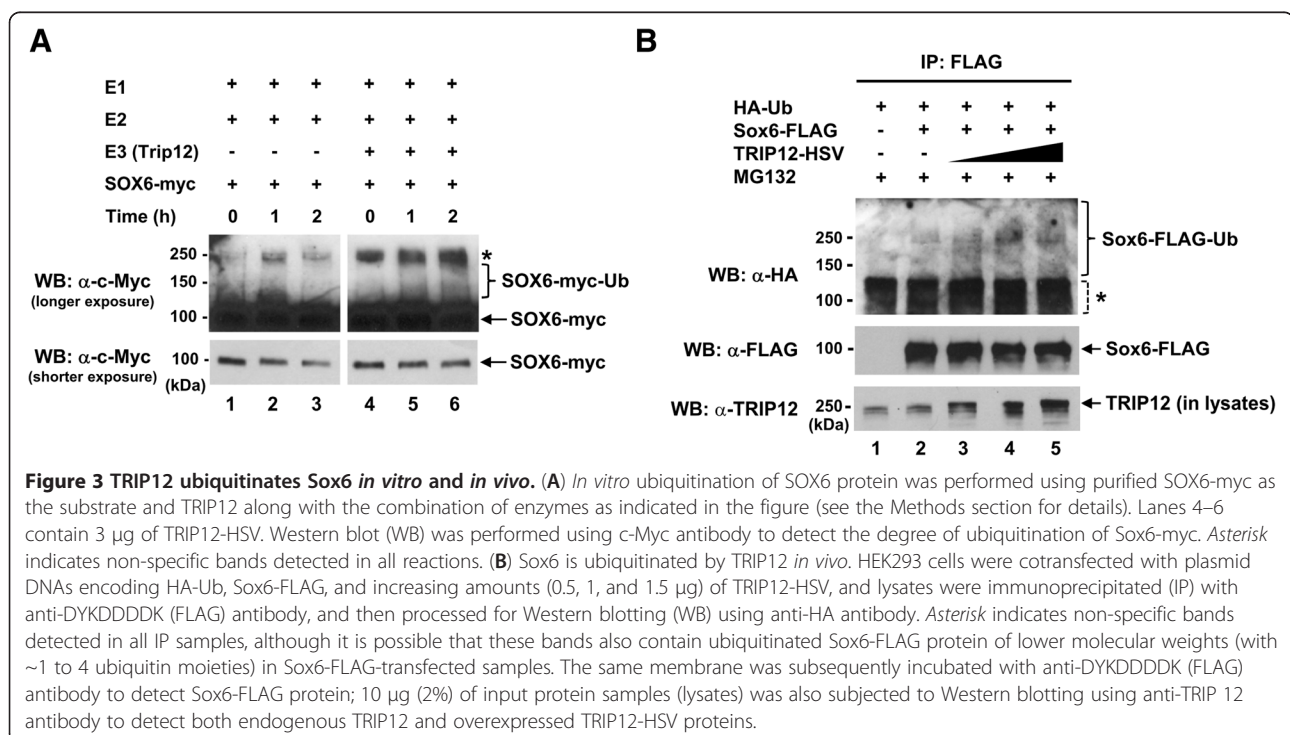 A
E1 + + + + + +
E2 + + + + + +
E3 (Trip12) - - - + + +
SOX6-myc + + + + + +
Time (h) 0 1 2 0 1 2
WB: α-c-Myc
(longer exposure)
250 -
150 -
100 -
*
SOX6-myc-Ub
SOX6-myc
WB: α-c-Myc
(shorter exposure)
100 -
(kDa)
SOX6-myc
1 2 3 4 5 6
B
IP: FLAG
HA-Ub + + + + +
Sox6-FLAG - + + + +
TRIP12-HSV - -
MG132 + + + + +
WB: α-HA
250 -
150 -
100 -
Sox6-FLAG-Ub
*
WB: α-FLAG
100 -
Sox6-FLAG
WB: α-TRIP12
250 -
(kDa)
TRIP12 (in lysates)
1 2 3 4 5
Figure 3 TRIP12 ubiquitinates Sox6 in vitro and in vivo. (A) In vitro ubiquitination of SOX6 protein was performed using purified SOX6-myc as
the substrate and TRIP12 along with the combination of enzymes as indicated in the figure (see the Methods section for details). Lanes 4–6
contain 3 μg of TRIP12-HSV. Western blot (WB) was performed using c-Myc antibody to detect the degree of ubiquitination of Sox6-myc. Asterisk
indicates non-specific bands detected in all reactions. (B) Sox6 is ubiquitinated by TRIP12 in vivo. HEK293 cells were cotransfected with plasmid
DNAs encoding HA-Ub, Sox6-FLAG, and increasing amounts (0.5, 1, and 1.5 μg) of TRIP12-HSV, and lysates were immunoprecipitated (IP) with
anti-DYKDDDDK (FLAG) antibody, and then processed for Western blotting (WB) using anti-HA antibody. Asterisk indicates non-specific bands
detected in all IP samples, although it is possible that these bands also contain ubiquitinated Sox6-FLAG protein of lower molecular weights (with
~1 to 4 ubiquitin moieties) in Sox6-FLAG-transfected samples. The same membrane was subsequently incubated with anti-DYKDDDDK (FLAG)
antibody to detect Sox6-FLAG protein; 10 μg (2%) of input protein samples (lysates) was also subjected to Western blotting using anti-TRIP 12
antibody to detect both endogenous TRIP12 and overexpressed TRIP12-HSV proteins.